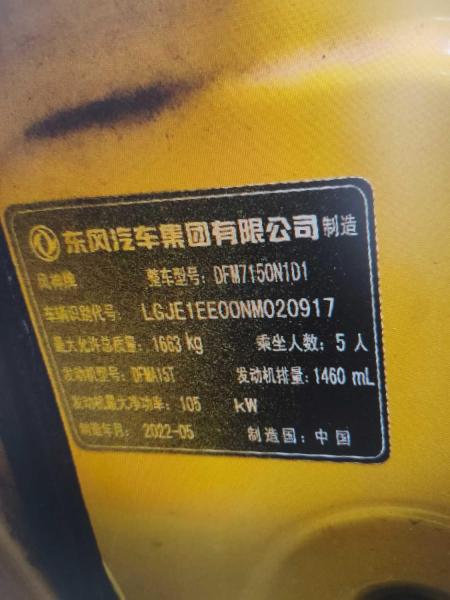 东风汽车集团有限公司 制造
风神牌 整车型号: DFM7150N1D1
车辆识别代号: LGJE1EE00NM020917
最大允许总质量: 1663 kg 乘坐人数: 5 人
发动机型号: DFMA15T 发动机排量: 1460 mL
发动机最大净功率: 105 kW
制造年月: 2022-05 制造国: 中国